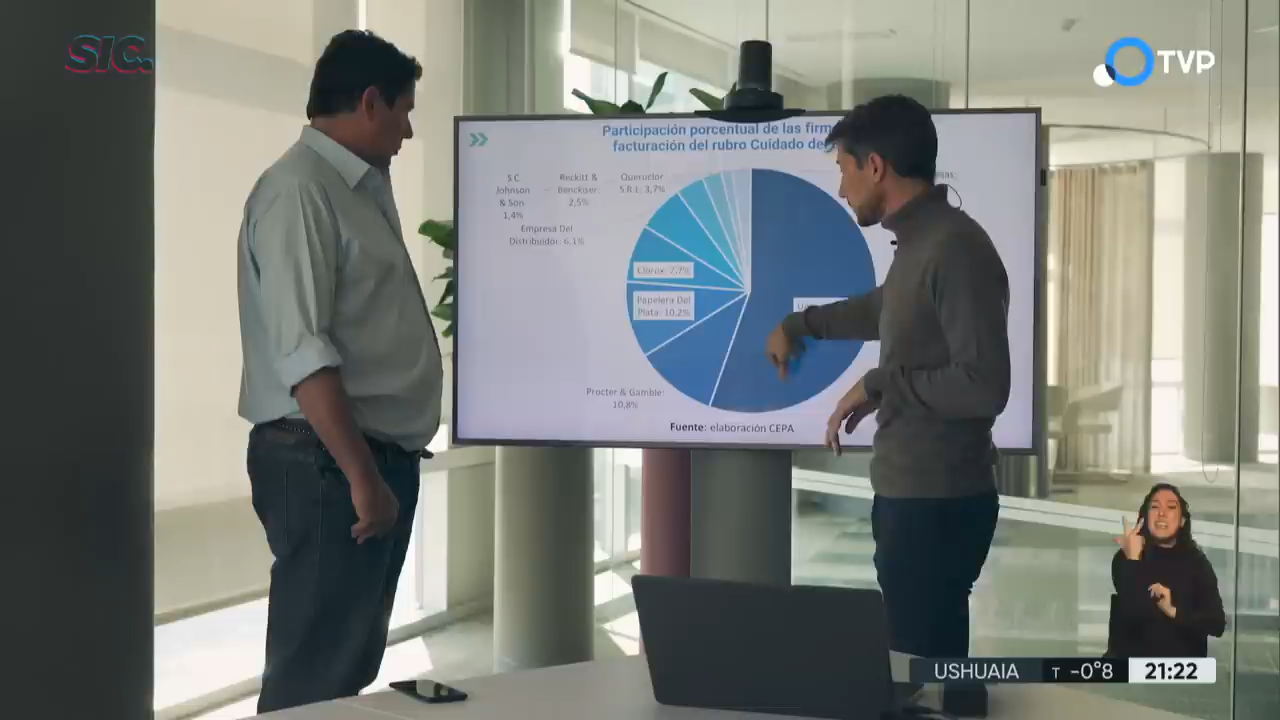 SIC
TVP
Participación porcentual de las firm
facturación del rubro Cuidado de
S C
Johnson
& Son
1,4%
Reckitt &
Benckiser:
2,5%
Queruclor
S.R.L; 3,7%
Empresa Del
Distribuidor: 6,1%
Clorox: 7,7%
Papelera Del
Plata: 10,2%
Procter & Gamble:
10,8%
Fuente: elaboración CEPA
USHUAIA T -0°8 21:22